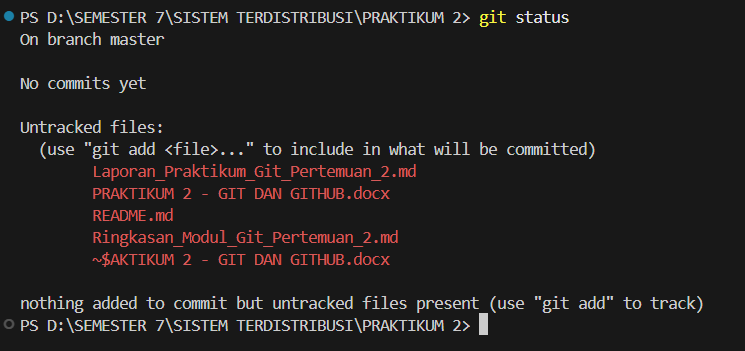 PS D:\SEMESTER 7\SISTEM TERDISTRIBUSI\PRAKTIKUM 2> git status
On branch master
No commits yet
Untracked files:
(use "git add <file>..." to include in what will be committed)
Laporan_Praktikum_Git_Pertemuan_2.md
PRAKTIKUM 2 - GIT DAN GITHUB.docx
README.md
Ringkasan_Modul_Git_Pertemuan_2.md
~$AKTIKUM 2 - GIT DAN GITHUB.docx
nothing added to commit but untracked files present (use "git add" to track)
PS D:\SEMESTER 7\SISTEM TERDISTRIBUSI\PRAKTIKUM 2>